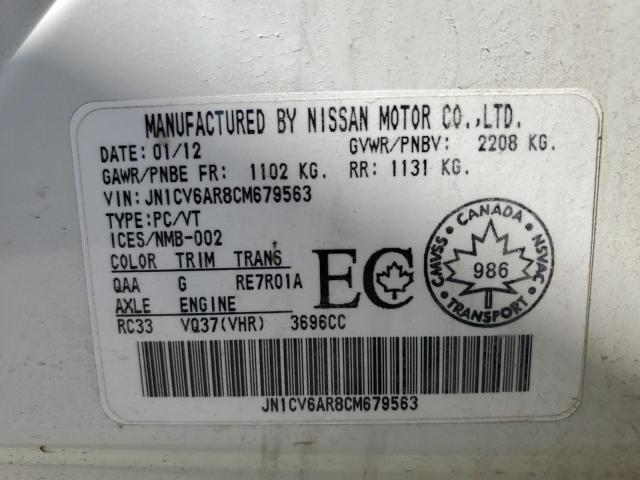 MANUFACTURED BY NISSAN MOTOR CO.,LTD.
DATE: 01/12 GVWR/PNBV: 2208 KG.
GAWR/PNBE FR: 1102 KG. RR: 1131 KG.
VIN: JN1CV6AR8CM679563
TYPE: PC/VT
ICES/NMB-002
COLOR TRIM TRANS
QAA G RE7R01A
AXLE ENGINE
RC33 VQ37(VHR) 3696CC
EC
CANADA
CMVSS
NSVAC
986
TRANSPORT
JN1CV6AR8CM679563